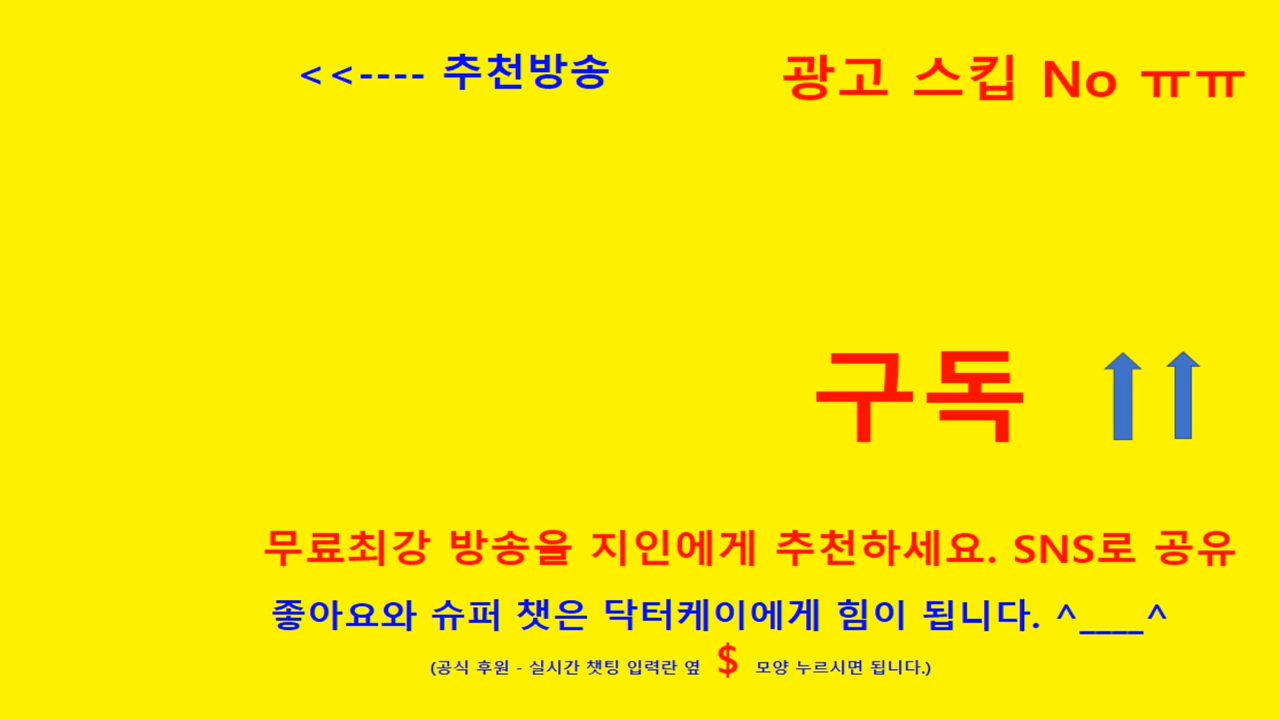 <<---- 추천방송
광고 스킵 No ㅠㅠ
구독
무료최강 방송을 지인에게 추천하세요. SNS로 공유
좋아요와 슈퍼 챗은 닥터케이에게 힘이 됩니다. ^____^
(공식 후원 - 실시간 챗팅 입력란 옆 $ 모양 누르시면 됩니다.)